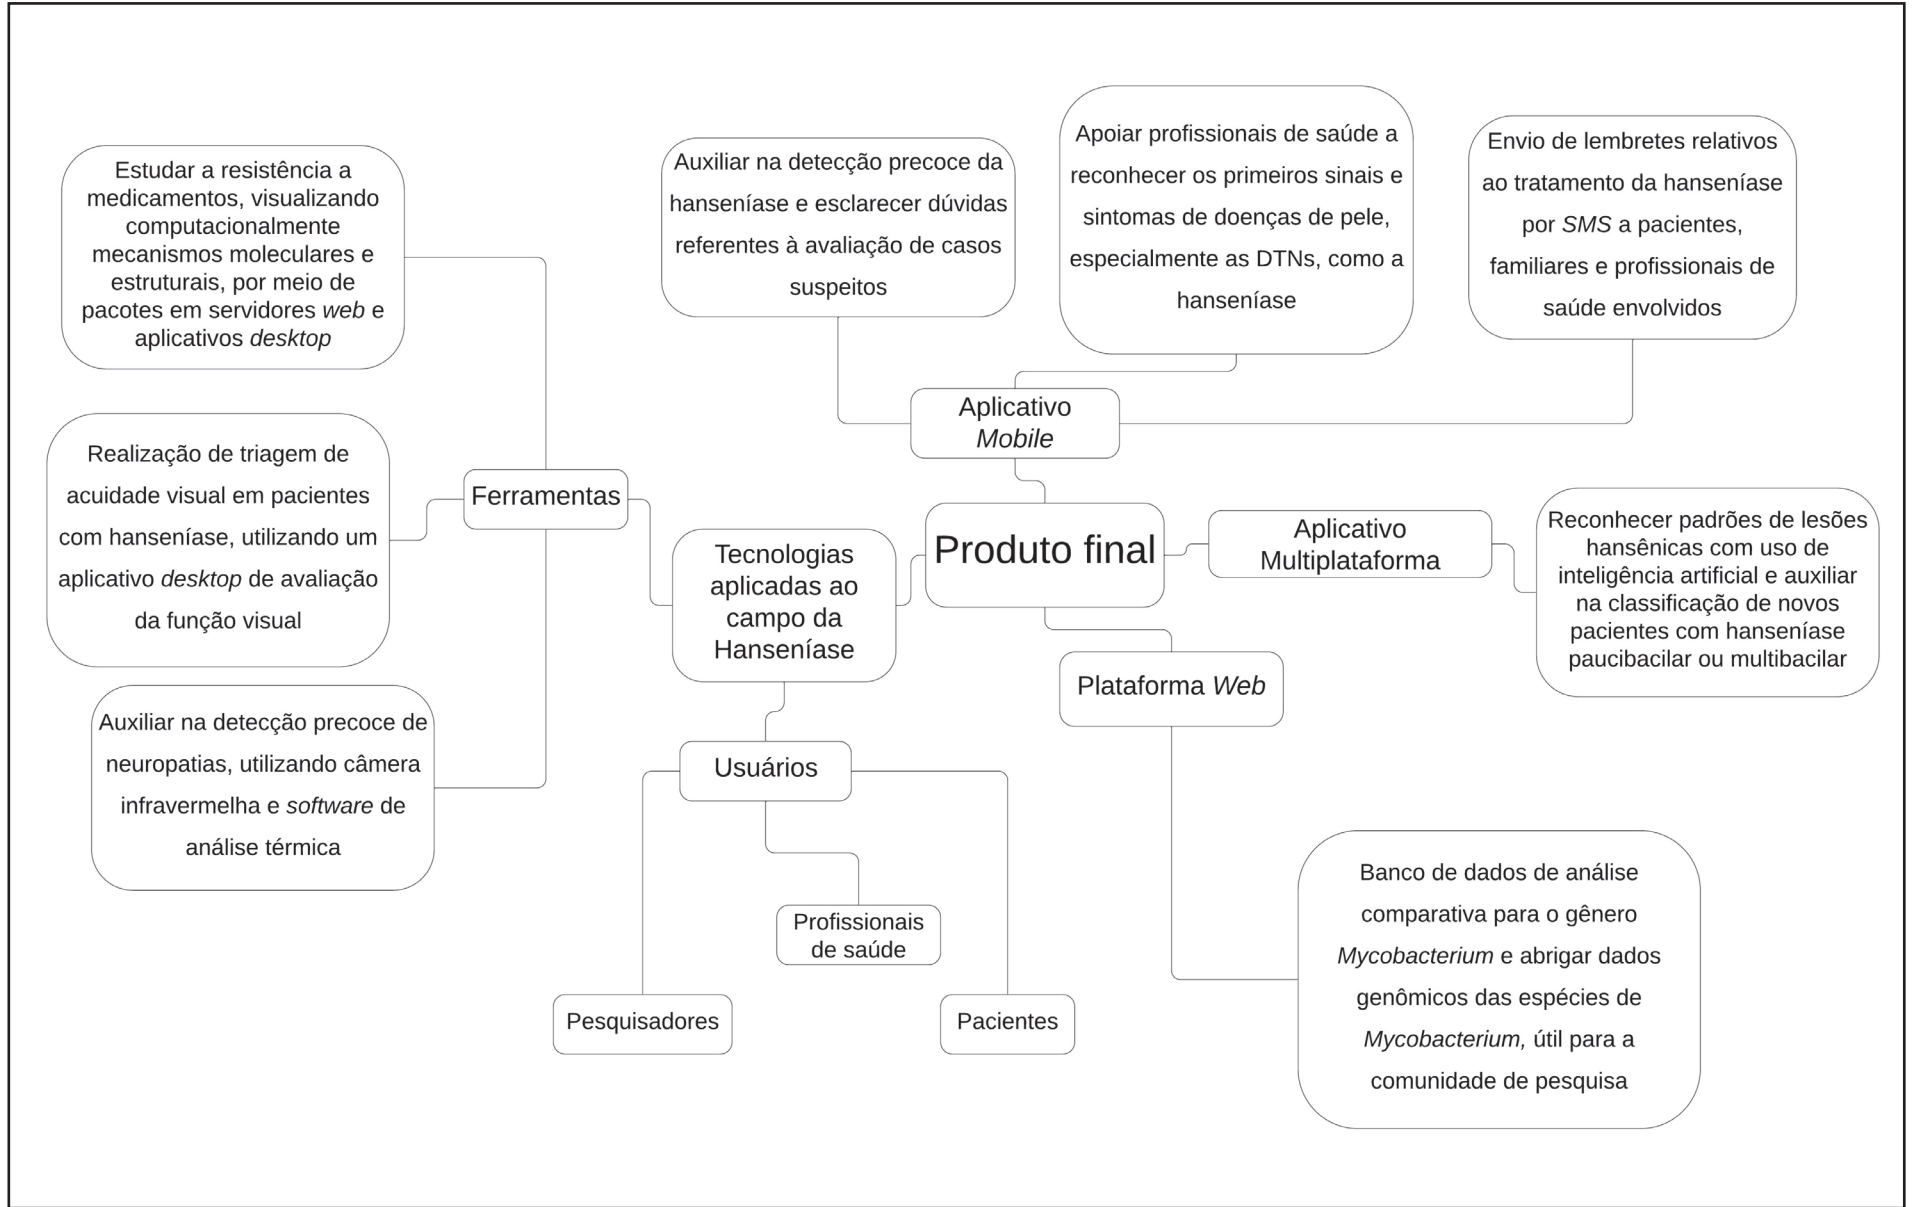 Estudar a resistência a
medicamentos, visualizando
computacionalmente
mecanismos moleculares e
estruturais, por meio de
pacotes em servidores web e
aplicativos desktop
Auxiliar na detecção precoce da
hanseníase e esclarecer dúvidas
referentes à avaliação de casos
suspeitos
Apoiar profissionais de saúde a
reconhecer os primeiros sinais e
sintomas de doenças de pele,
especialmente as DTNs, como a
hanseníase
Envio de lembretes relativos
ao tratamento da hanseníase
por SMS a pacientes,
familiares e profissionais de
saúde envolvidos
Aplicativo
Mobile
Realização de triagem de
acuidade visual em pacientes
com hanseníase, utilizando um
aplicativo desktop de avaliação
da função visual
Ferramentas
Tecnologias
aplicadas ao
campo da
Hanseníase
Produto final
Aplicativo
Multiplataforma
Reconhecer padrões de lesões
hansênicas com uso de
inteligência artificial e auxiliar
na classificação de novos
pacientes com hanseníase
paucibacilar ou multibacilar
Plataforma Web
Auxiliar na detecção precoce de
neuropatias, utilizando câmera
infravermelha e software de
análise térmica
Usuários
Profissionais
de saúde
Pesquisadores
Pacientes
Banco de dados de análise
comparativa para o gênero
Mycobacterium e abrigar dados
genômicos das espécies de
Mycobacterium, útil para a
comunidade de pesquisa